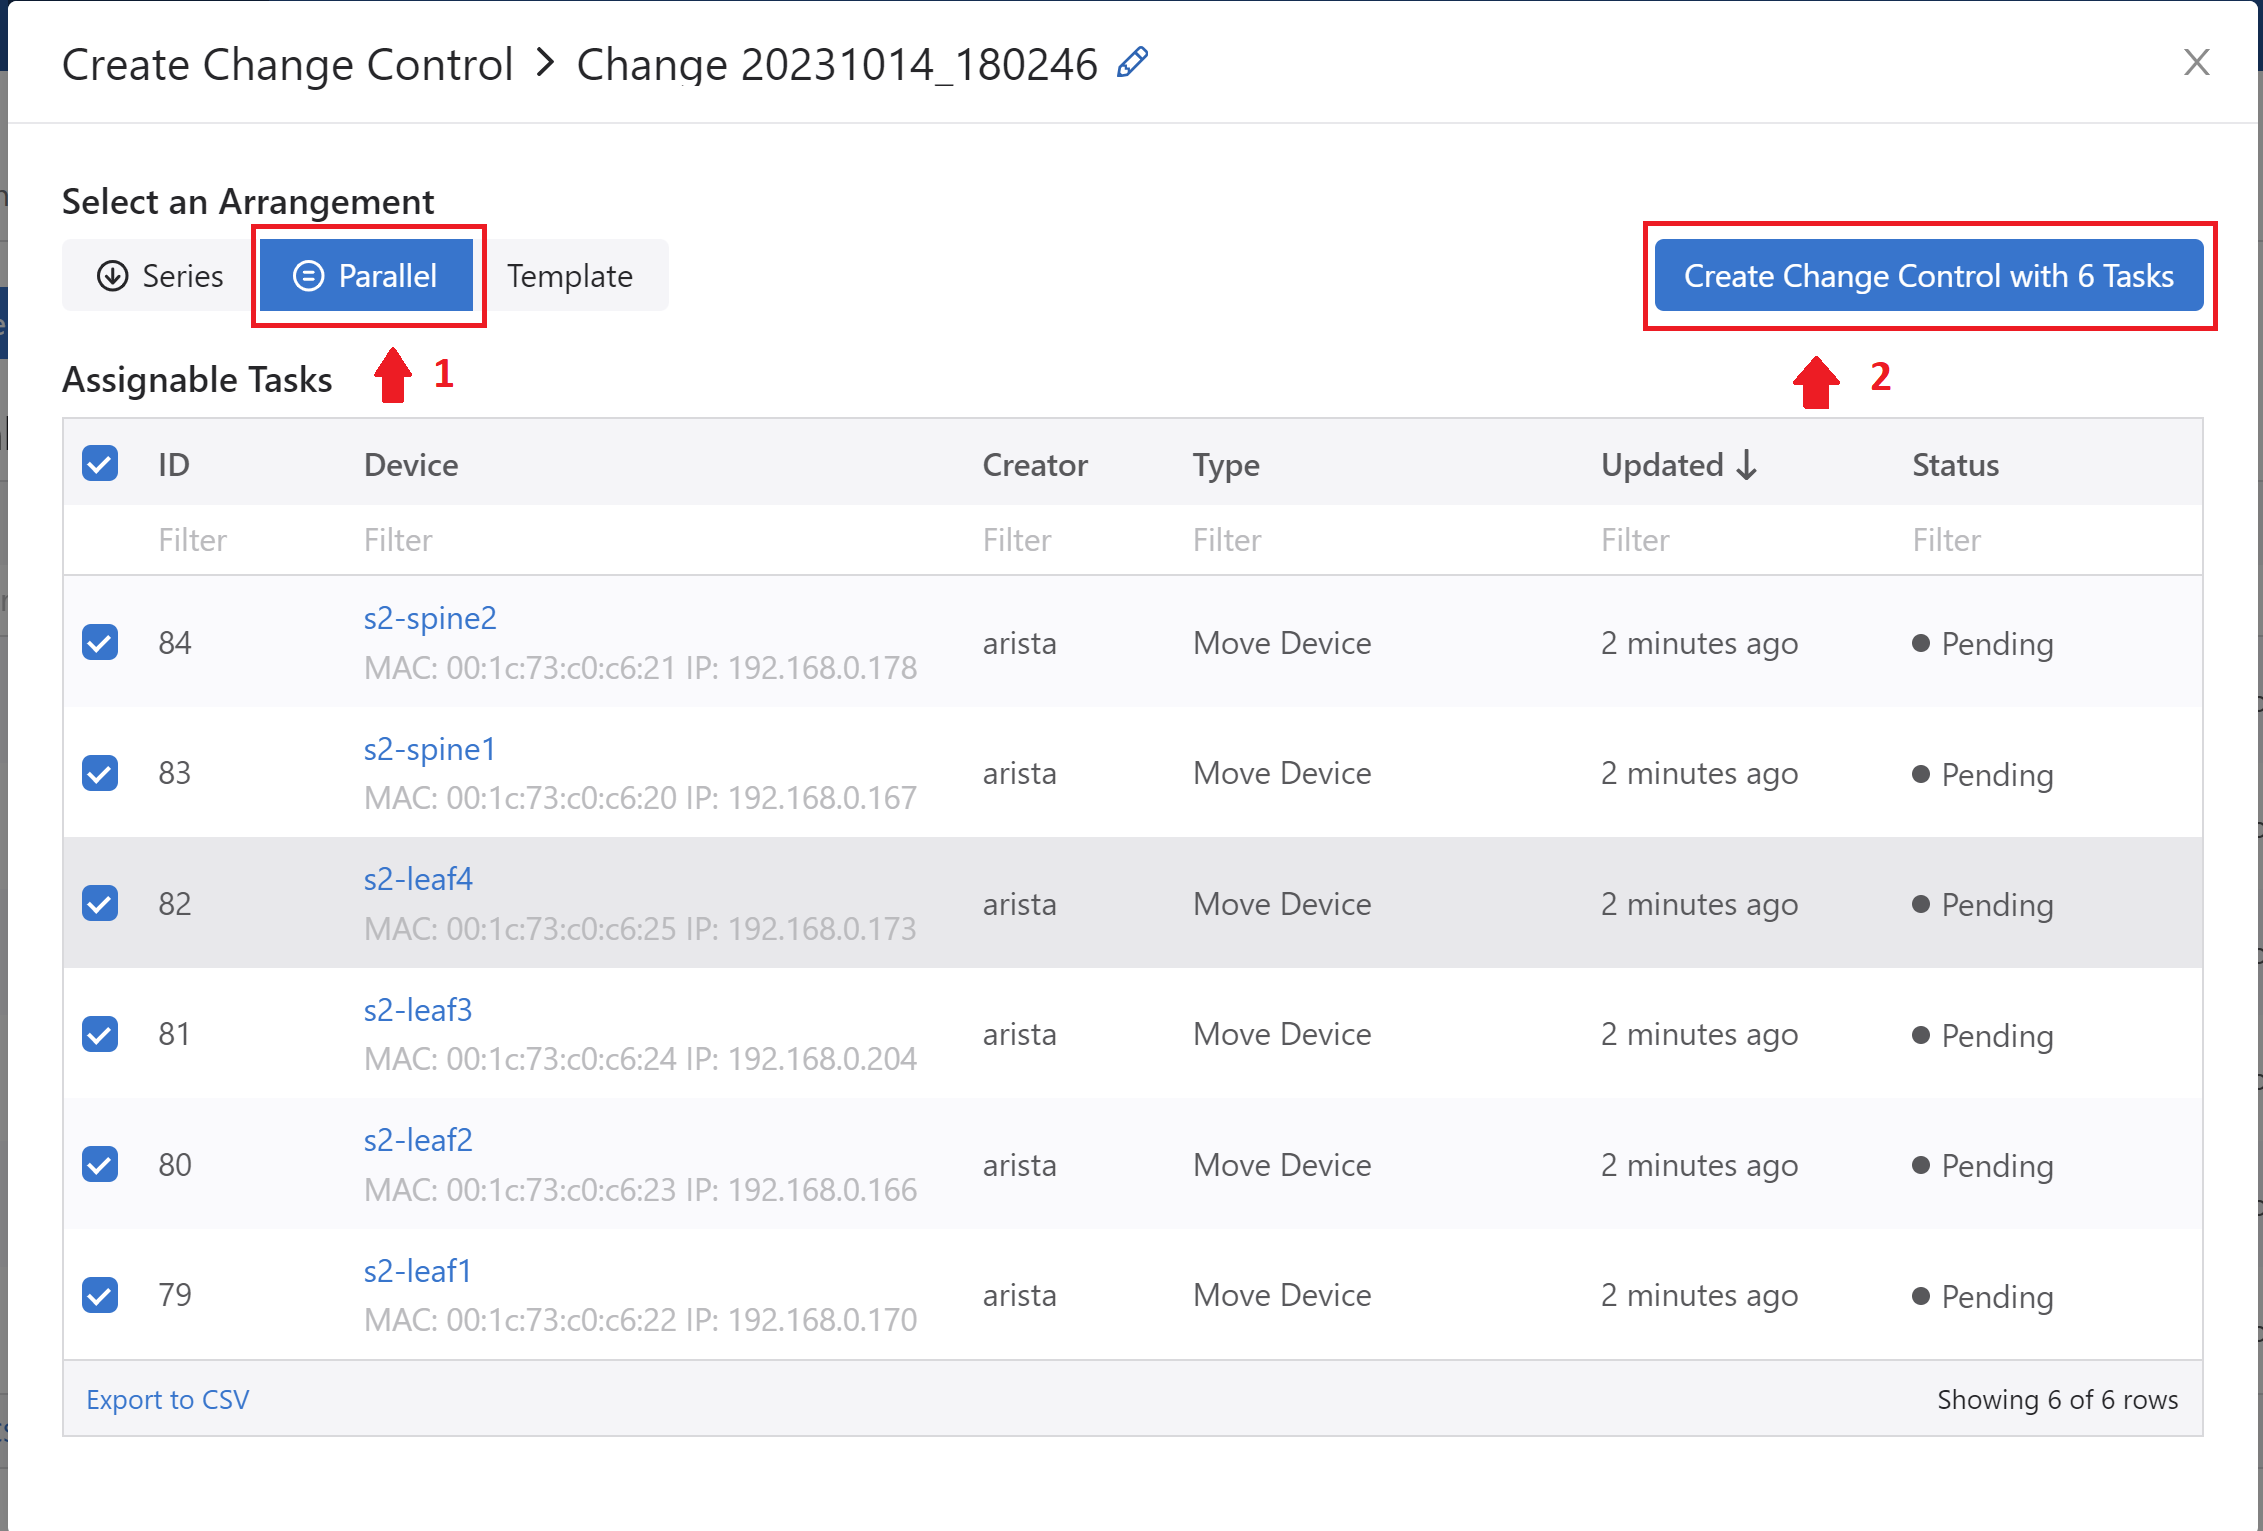 Create Change Control > Change 20231014_180246
Select an Arrangement
Series Parallel Template
Create Change Control with 6 Tasks
Assignable Tasks
1
2
ID Device Creator Type Updated ↓ Status
Filter Filter Filter Filter Filter Filter
84 s2-spine2 arista Move Device 2 minutes ago Pending
MAC: 00:1c:73:c0:c6:21 IP: 192.168.0.178
83 s2-spine1 arista Move Device 2 minutes ago Pending
MAC: 00:1c:73:c0:c6:20 IP: 192.168.0.167
82 s2-leaf4 arista Move Device 2 minutes ago Pending
MAC: 00:1c:73:c0:c6:25 IP: 192.168.0.173
81 s2-leaf3 arista Move Device 2 minutes ago Pending
MAC: 00:1c:73:c0:c6:24 IP: 192.168.0.204
80 s2-leaf2 arista Move Device 2 minutes ago Pending
MAC: 00:1c:73:c0:c6:23 IP: 192.168.0.166
79 s2-leaf1 arista Move Device 2 minutes ago Pending
MAC: 00:1c:73:c0:c6:22 IP: 192.168.0.170
Export to CSV Showing 6 of 6 rows